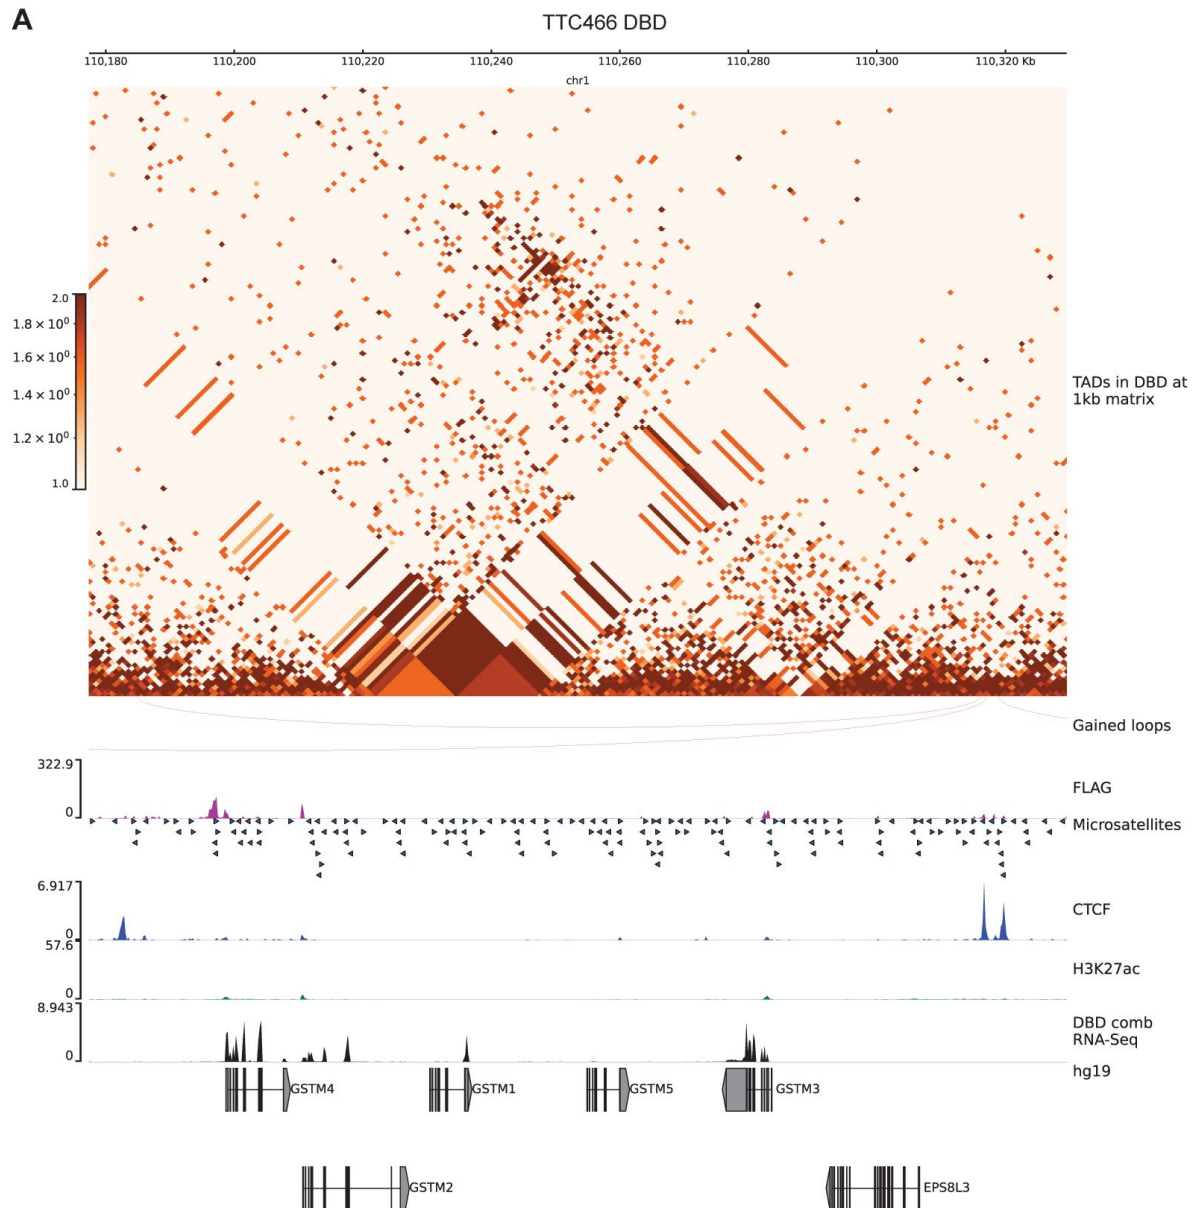 A
TTC466 DBD
110,180 110,200 110,220 110,240 110,260 110,280 110,300 110,320 Kb
chr1
2.0
1.8 × 10⁰
1.6 × 10⁰
1.4 × 10⁰
1.2 × 10⁰
1.0
TADs in DBD at
1kb matrix
Gained loops
322.9
0
FLAG
Microsatellites
6.917
0
CTCF
57.6
0
H3K27ac
8.943
0
DBD comb
RNA-Seq
hg19
GSTM4 GSTM1 GSTM5 GSTM3
GSTM2 EPS8L3